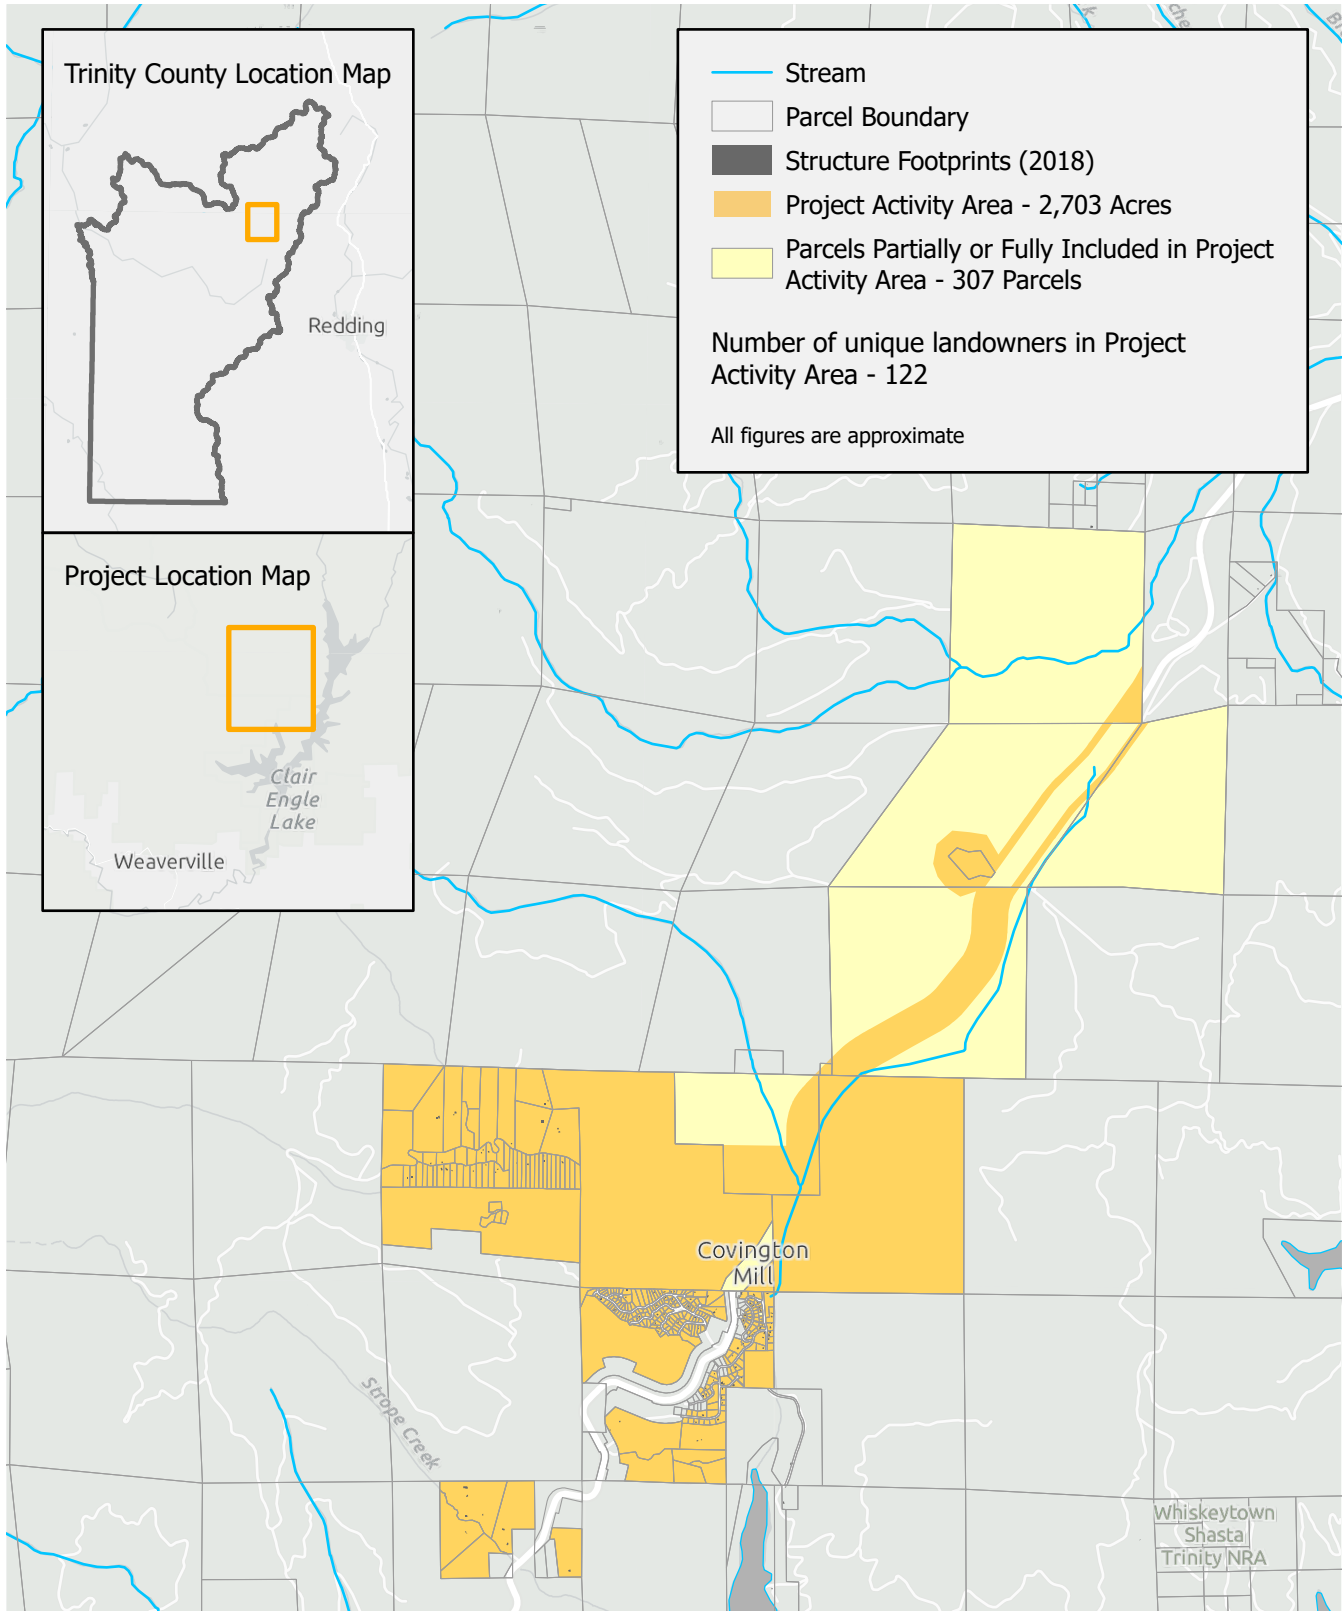 Trinity County Location Map
Redding
Project Location Map
Clair
Engle
Lake
Weaverville
Stream
Parcel Boundary
Structure Footprints (2018)
Project Activity Area - 2,703 Acres
Parcels Partially or Fully Included in Project
Activity Area - 307 Parcels
Number of unique landowners in Project
Activity Area - 122
All figures are approximate
Covington
Mill
Strope Creek
Whiskeytown
Shasta
Trinity NRA